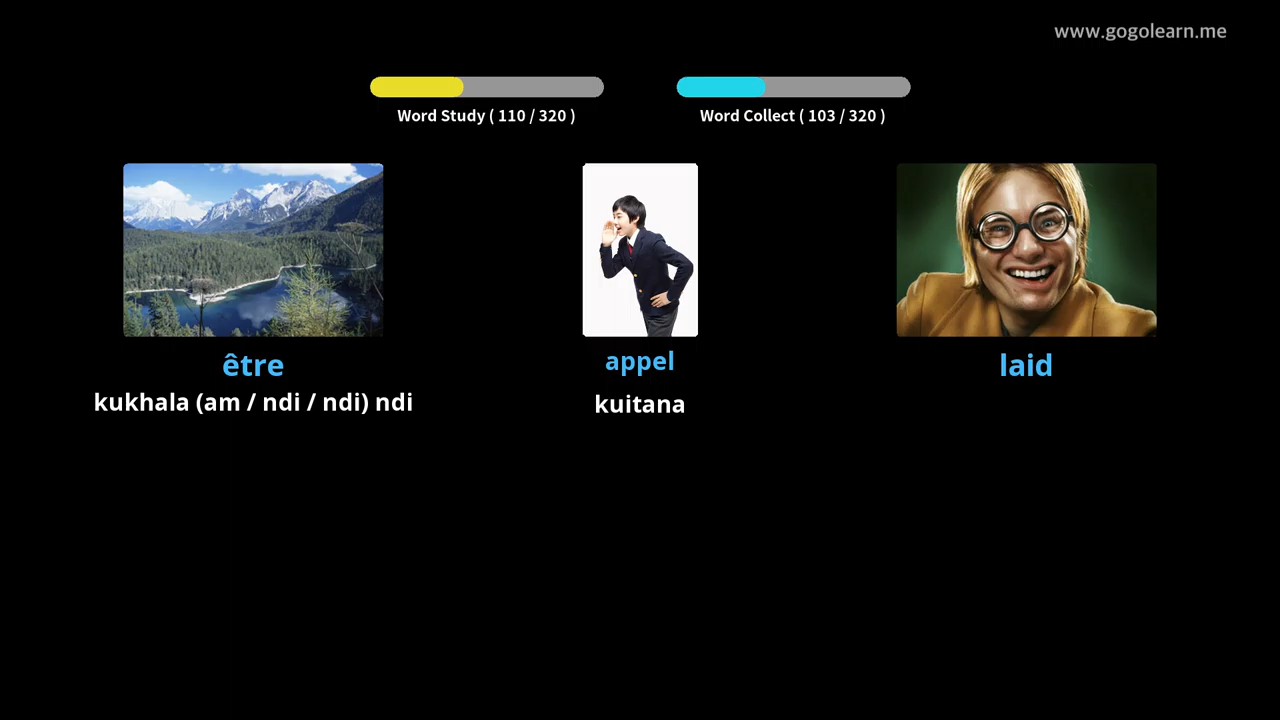 www.gogolearn.me
Word Study ( 110 / 320 )
Word Collect ( 103 / 320 )
être
appel
laid
kukhala (am / ndi / ndi) ndi
kuitana